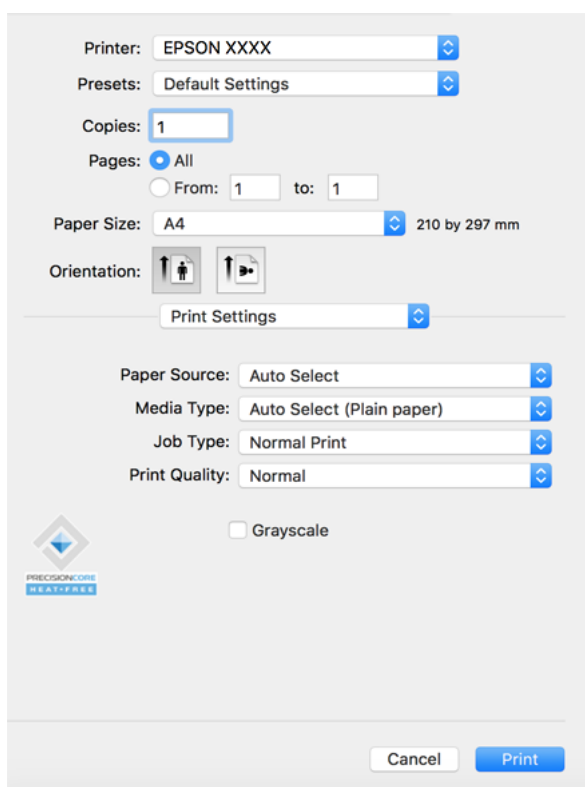 Printer: EPSON XXXX
Presets: Default Settings
Copies: 1
Pages: All
From: 1 to: 1
Paper Size: A4 210 by 297 mm
Orientation:
Print Settings
Paper Source: Auto Select
Media Type: Auto Select (Plain paper)
Job Type: Normal Print
Print Quality: Normal
Grayscale
PRECISIONCORE
HEAT-FREE
Cancel Print